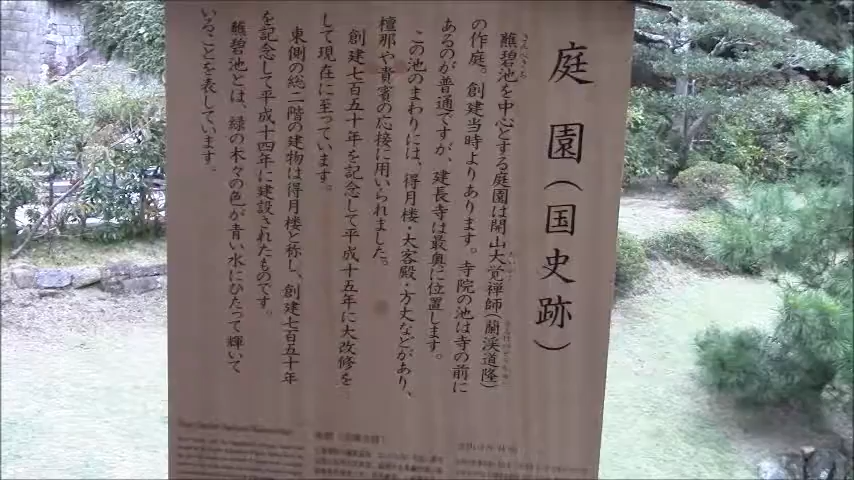 庭園（国史跡）
蘸碧池を中心とする庭園は開山大覚禅師（蘭渓道隆）
の作庭。創建当時よりあります。寺院の池は寺の前に
あるのが普通ですが、建長寺は最奥に位置します。
この池のまわりには、得月楼・大客殿・方丈などがあり、
檀那や貴賓の応接に用いられました。
創建七百五十年を記念して平成十五年に大改修を
して現在に至っています。
東側の総二階の建物は得月楼と称し、創建七百五十年
を記念して平成十四年に建設されたものです。
蘸碧池とは、緑の木々の色が青い水にひたって輝いて
いることを表しています。